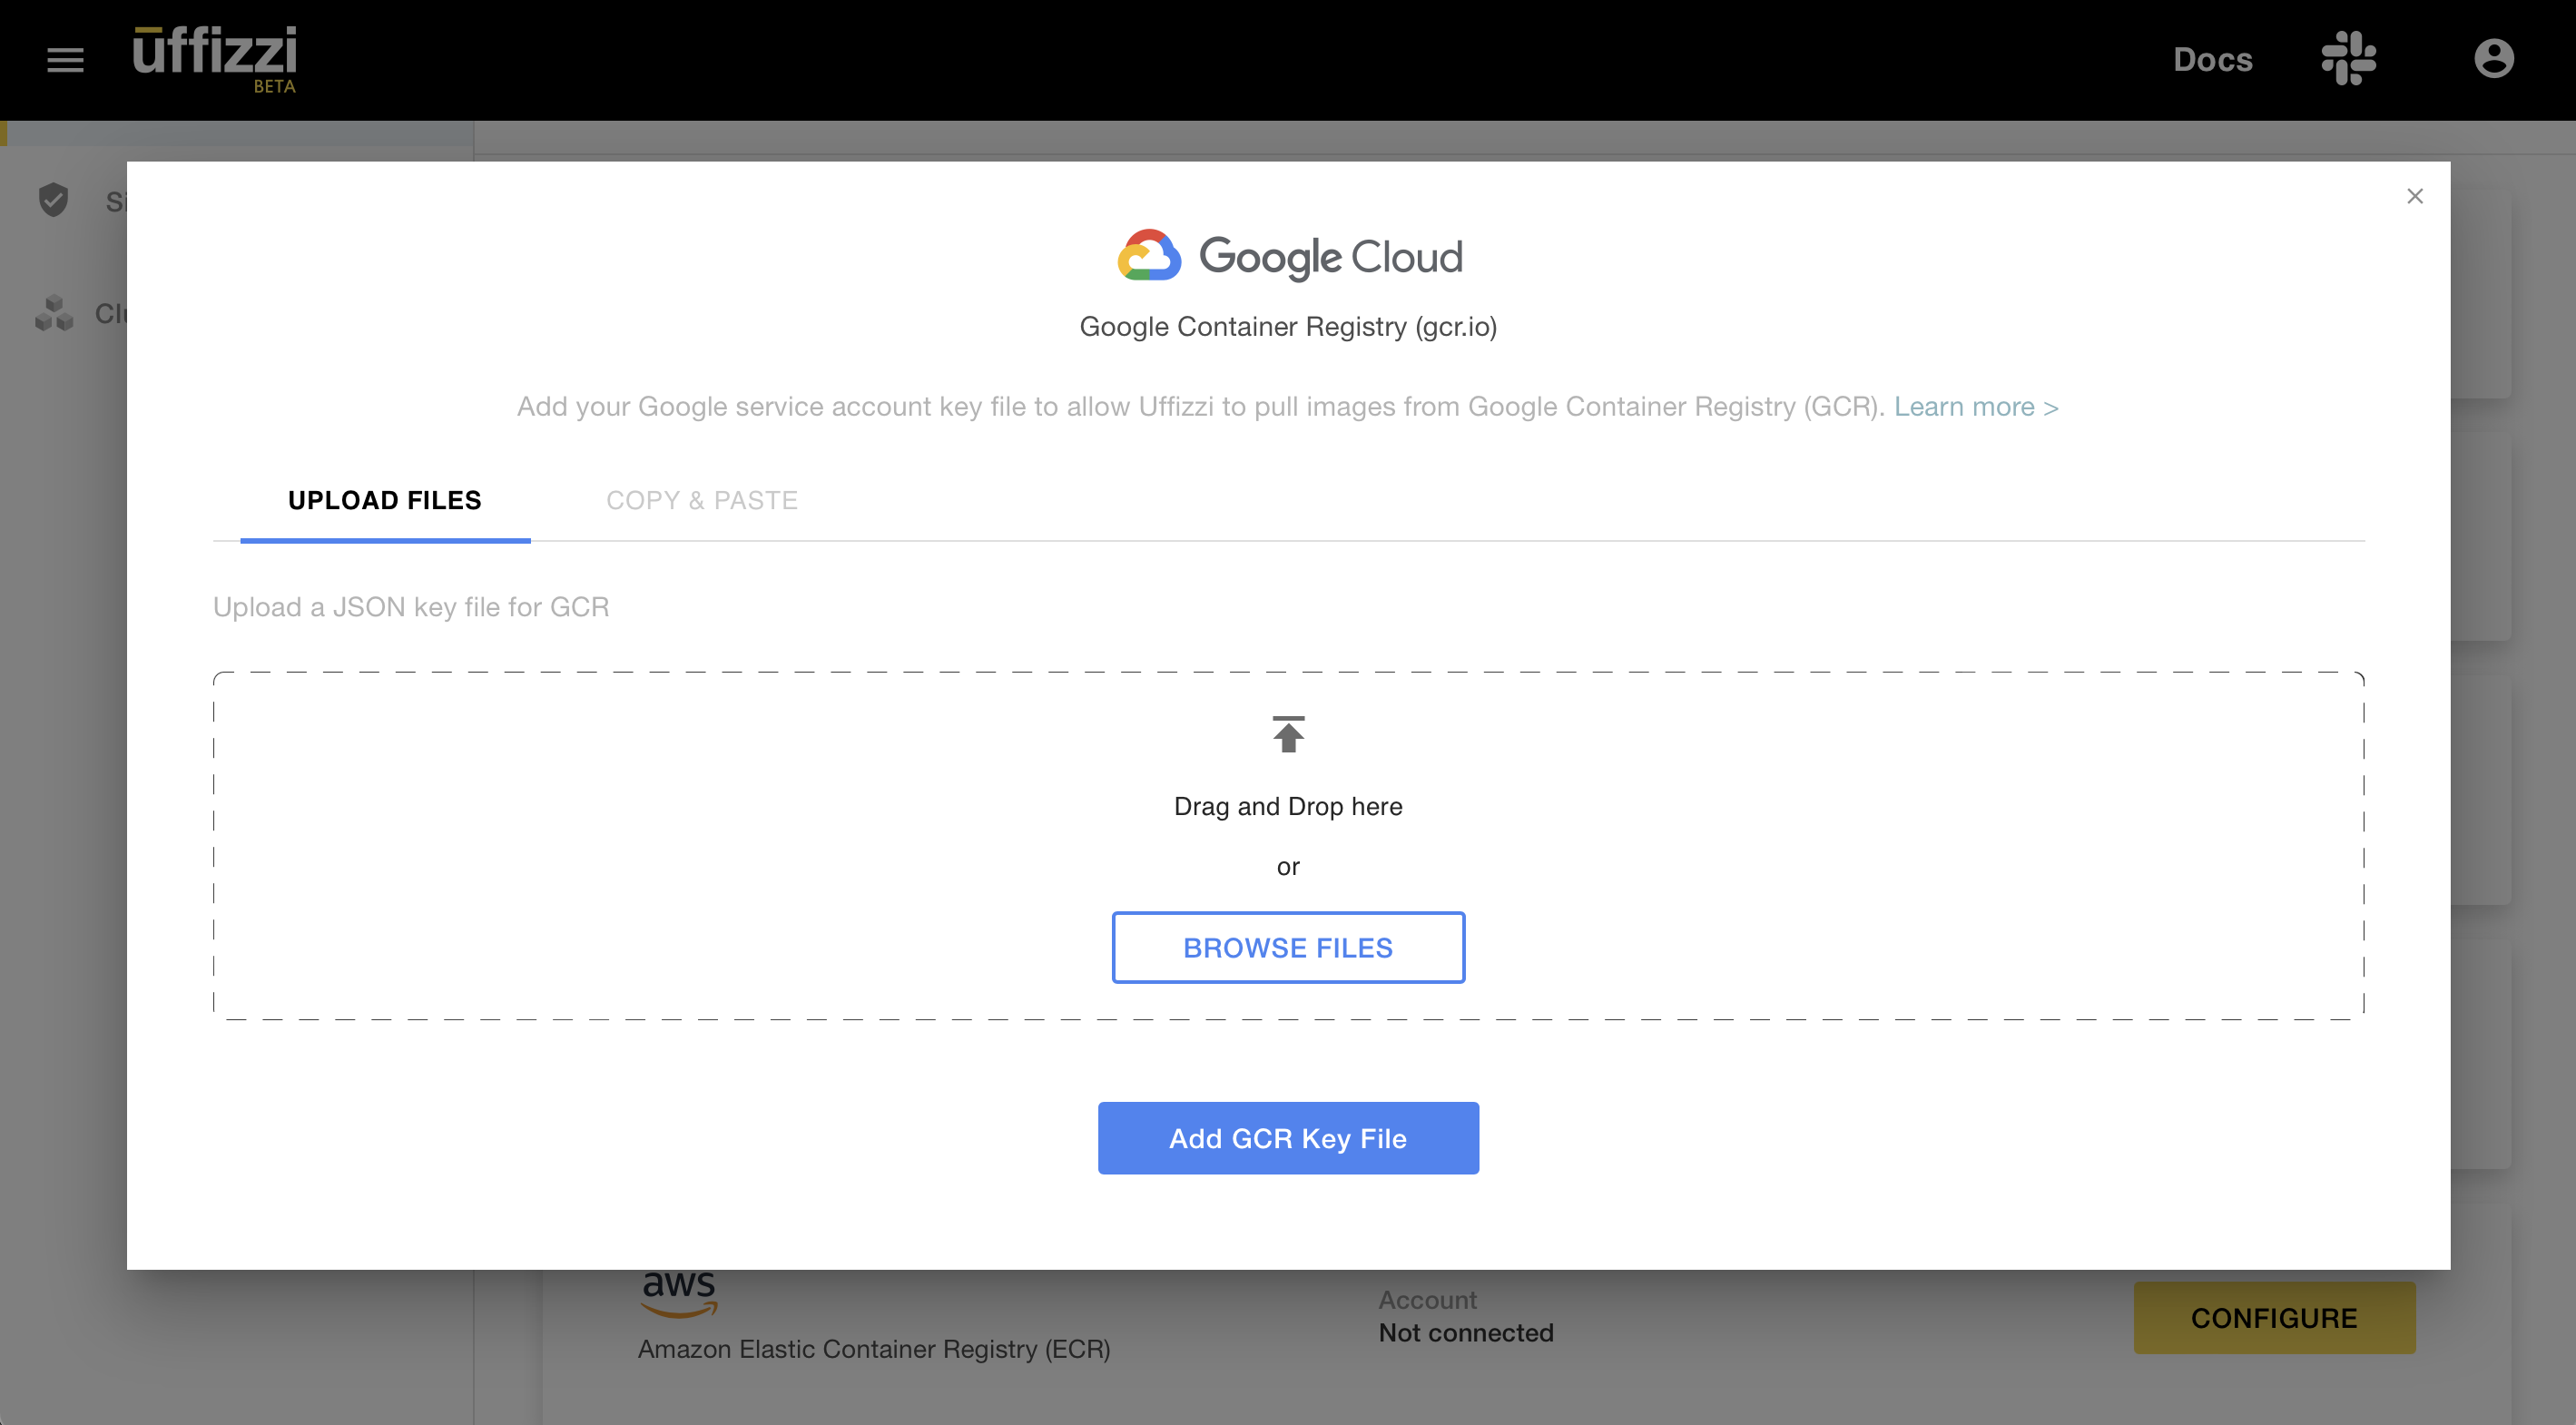 ūffizzi
BETA
Docs
Google Cloud
Google Container Registry (gcr.io)
Add your Google service account key file to allow Uffizzi to pull images from Google Container Registry (GCR). Learn more >
UPLOAD FILES
COPY & PASTE
Upload a JSON key file for GCR
Drag and Drop here
or
BROWSE FILES
Add GCR Key File
aws
Amazon Elastic Container Registry (ECR)
Account
Not connected
CONFIGURE